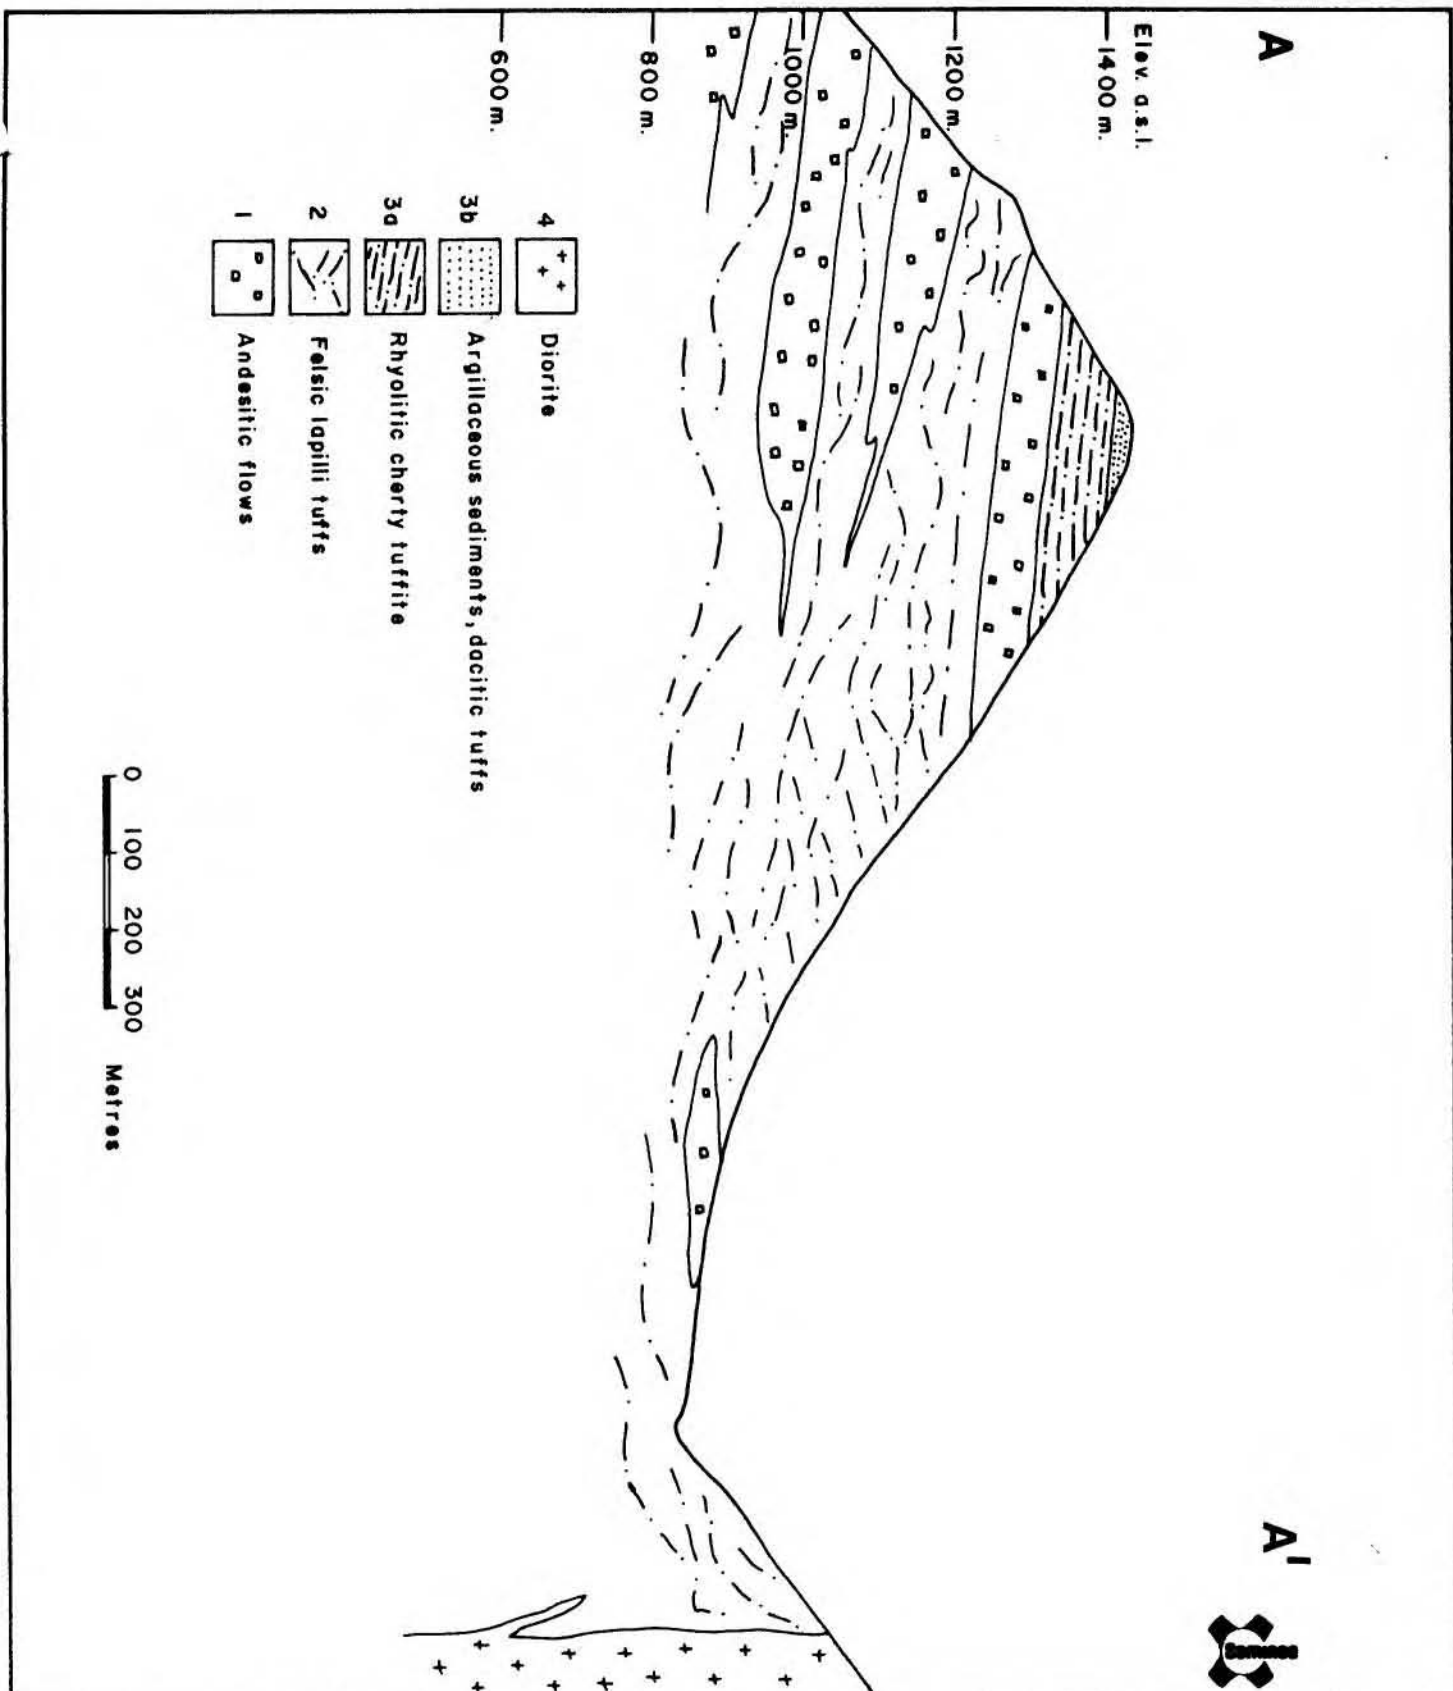 A
A'
Elev. a.s.l.
1400 m.
1200 m.
1000 m.
800 m.
600 m.
4 Diorite
3b Argillaceous sediments, dacitic tuffs
3a Rhyolitic cherty tuffite
2 Felsic lapilli tuffs
1 Andesitic flows
0 100 200 300 Metres